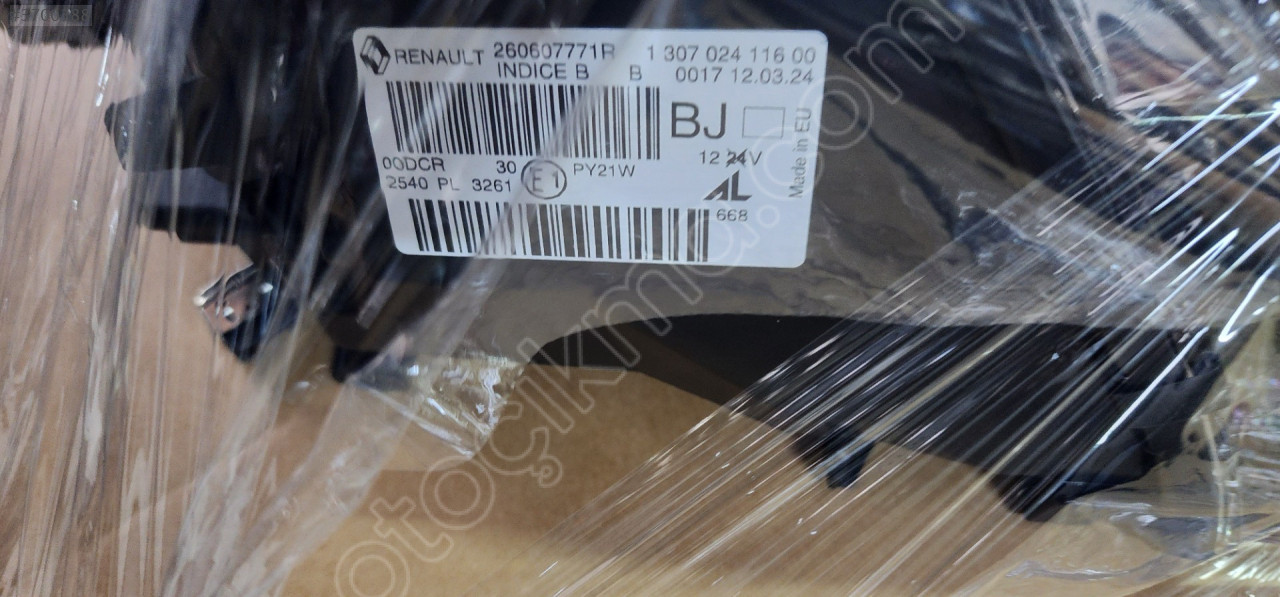 RENAULT 260607771R 1 307 024 116 00
INDICE B B 0017 12.03.24
BJ
Made in EU
12 24V
00DCR 30 E1 PY21W
2540 PL 3261
AL
668
otoçıkma.com